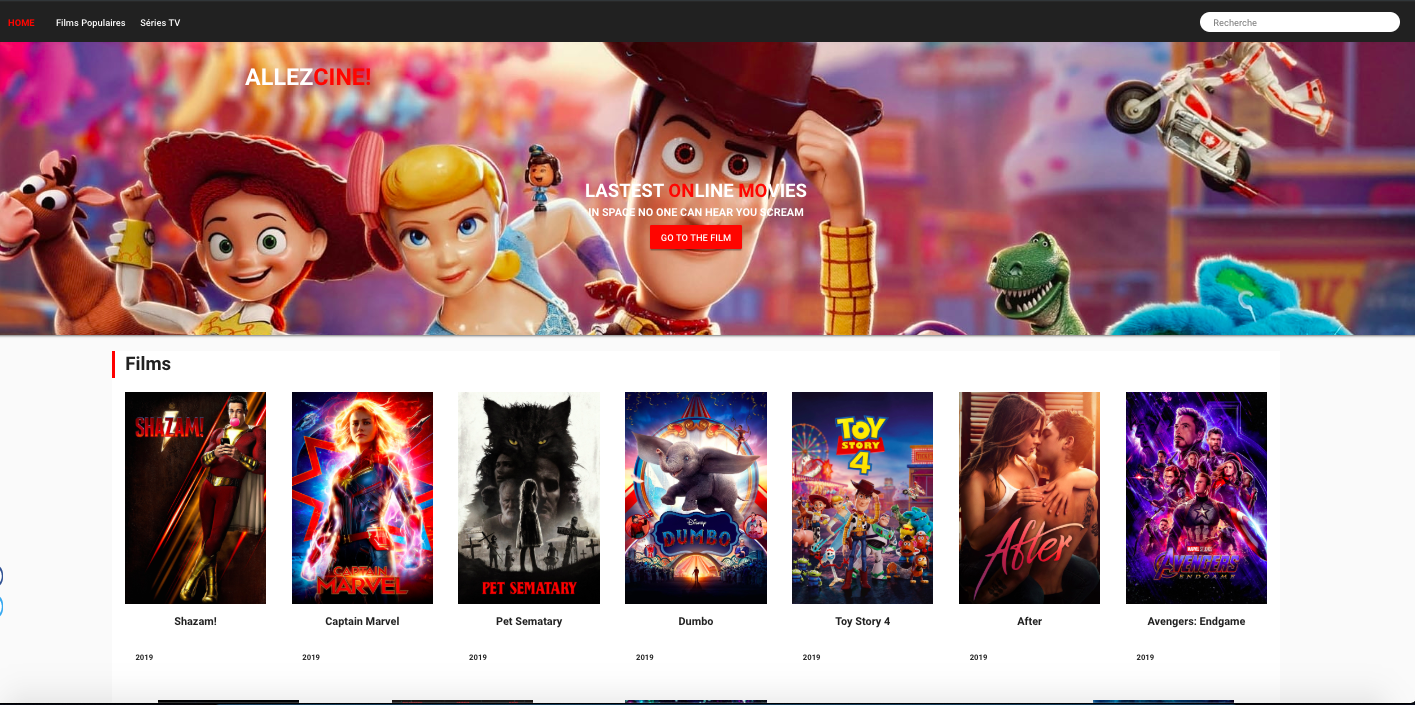 HOME Films Populaires Séries TV Recherche
ALLEZCINE!
LASTEST ONLINE MOVIES
IN SPACE NO ONE CAN HEAR YOU SCREAM
GO TO THE FILM
Films
SHAZAM!
CAPTAIN
MARVEL
PET SEMATARY
Disney
DUMBO
TOY
STORY
4
After
MARVEL STUDIOS
AVENGERS
ENDGAME
Shazam! Captain Marvel Pet Sematary Dumbo Toy Story 4 After Avengers: Endgame
2019 2019 2019 2019 2019 2019 2019